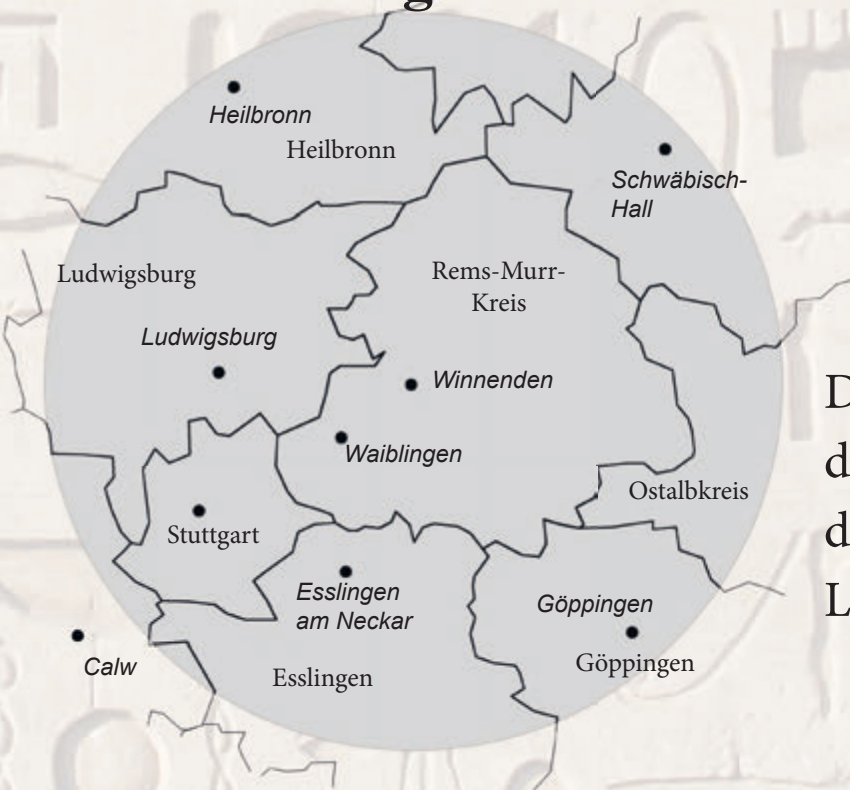 g
Heilbronn
Heilbronn
Schwäbisch-
Hall
Ludwigsburg
Rems-Murr-
Kreis
Ludwigsburg
Winnenden
D
Waiblingen
d
Ostalbkreis
Stuttgart
d
Esslingen
am Neckar
Göppingen
L
Calw
Esslingen
Göppingen